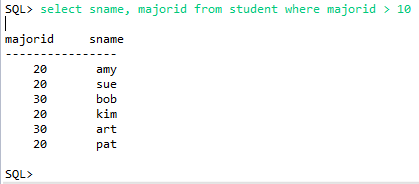 SQL> select sname, majorid from student where majorid > 10
majorid sname
-----------------
20 amy
20 sue
30 bob
20 kim
30 art
20 pat
SQL>